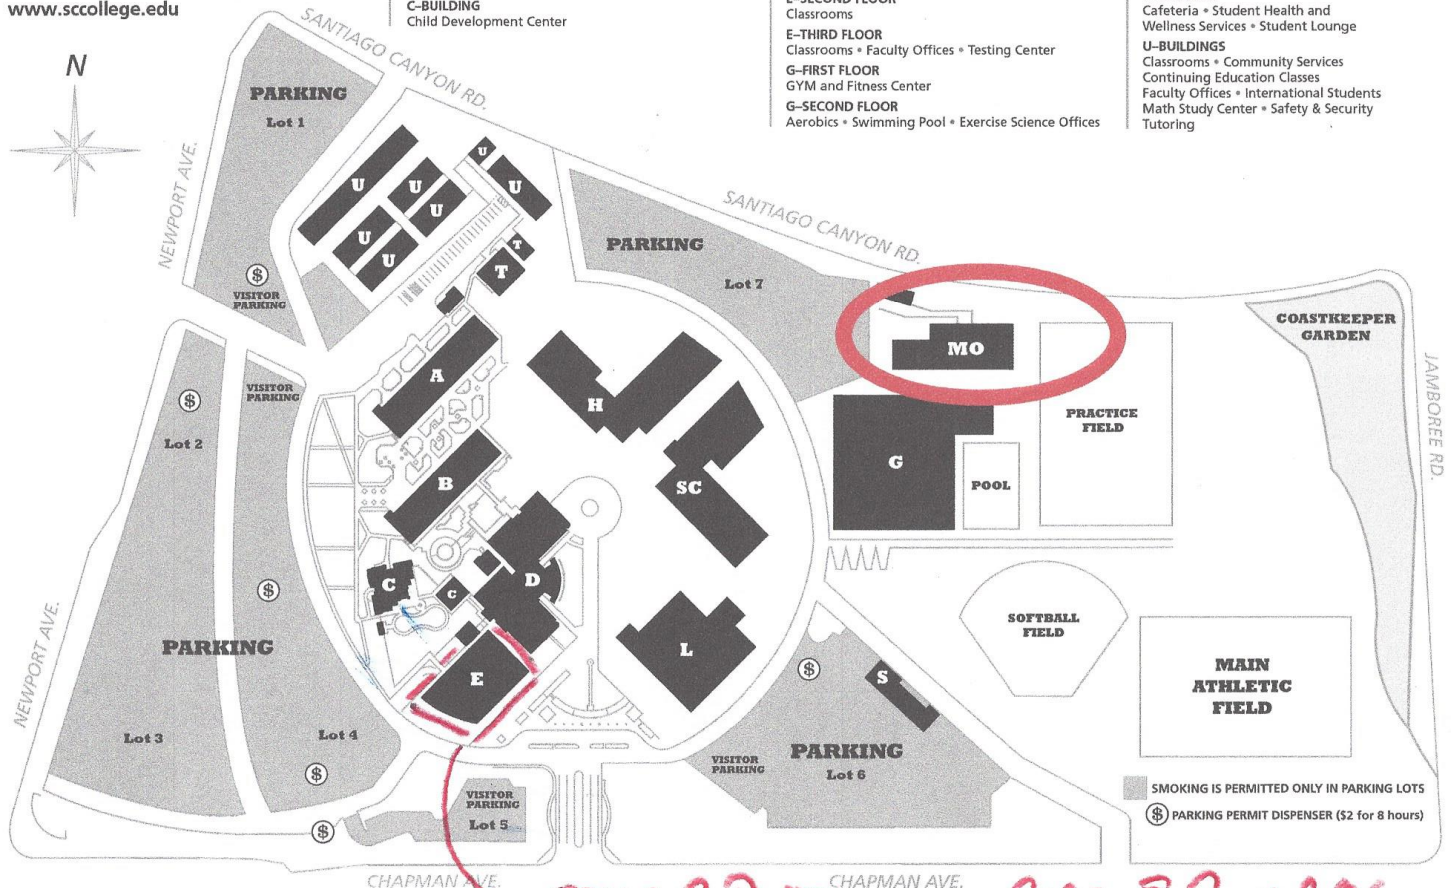 www.sccollege.edu
C–BUILDING
Child Development Center
E–SECOND FLOOR
Classrooms
E–THIRD FLOOR
Classrooms • Faculty Offices • Testing Center
G–FIRST FLOOR
GYM and Fitness Center
G–SECOND FLOOR
Aerobics • Swimming Pool • Exercise Science Offices
Cafeteria • Student Health and
Wellness Services • Student Lounge
U–BUILDINGS
Classrooms • Community Services
Continuing Education Classes
Faculty Offices • International Students
Math Study Center • Safety & Security
Tutoring
N
SANTIAGO CANYON RD.
NEWPORT AVE.
PARKING
Lot 1
$
VISITOR
PARKING
U
U
U
U
U
U
U
T
T
SANTIAGO CANYON RD.
PARKING
Lot 7
MO
COASTKEEPER
GARDEN
JAMBOREE RD.
A
H
VISITOR
PARKING
$
Lot 2
PRACTICE
FIELD
G
POOL
B
SC
C
C
D
$
PARKING
NEWPORT AVE.
Lot 3
Lot 4
$
E
L
$
S
SOFTBALL
FIELD
MAIN
ATHLETIC
FIELD
VISITOR
PARKING
PARKING
Lot 6
VISITOR
PARKING
Lot 5
$
SMOKING IS PERMITTED ONLY IN PARKING LOTS
$ PARKING PERMIT DISPENSER ($2 for 8 hours)
CHAPMAN AVE.
CHAPMAN AVE.